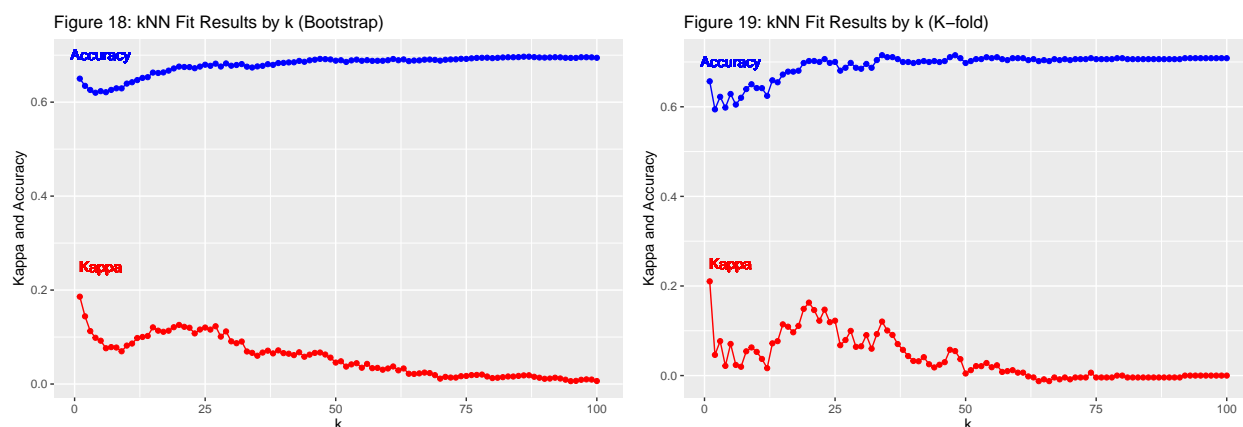 Figure 18: kNN Fit Results by k (Bootstrap)
Accuracy
Kappa
Kappa and Accuracy
0.6
0.4
0.2
0.0
0
25
50
75
100
k
Figure 19: kNN Fit Results by k (K−fold)
Accuracy
Kappa
Kappa and Accuracy
0.6
0.4
0.2
0.0
0
25
50
75
100
k